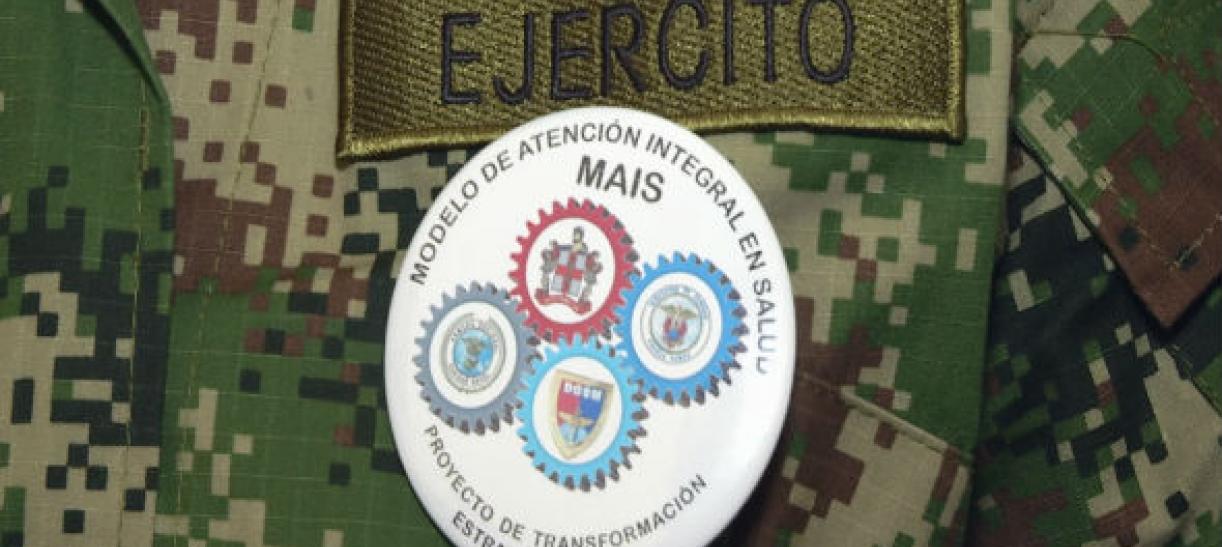 EJERCITO
MODELO DE ATENCIÓN INTEGRAL EN SALUD
MAIS
DGSM
PROYECTO DE TRANSFORMACIÓN